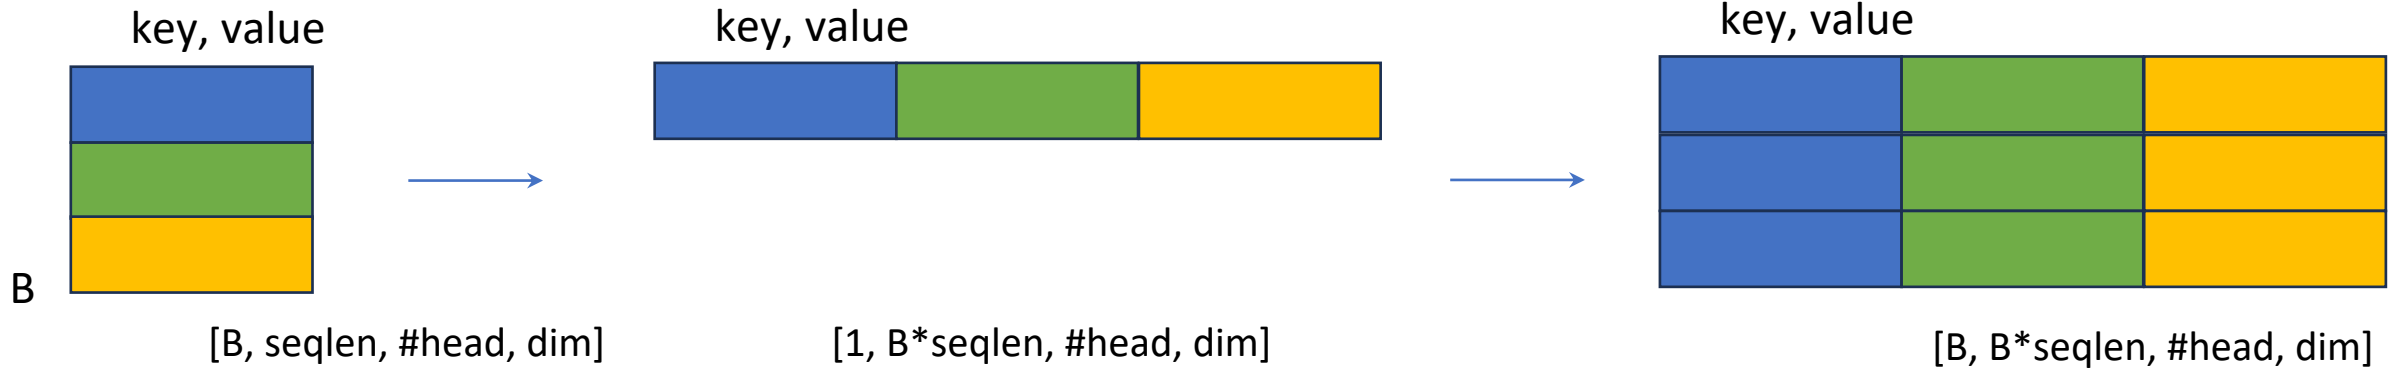 key, value
key, value
key, value
B
[B, seqlen, #head, dim]
[1, B*seqlen, #head, dim]
[B, B*seqlen, #head, dim]